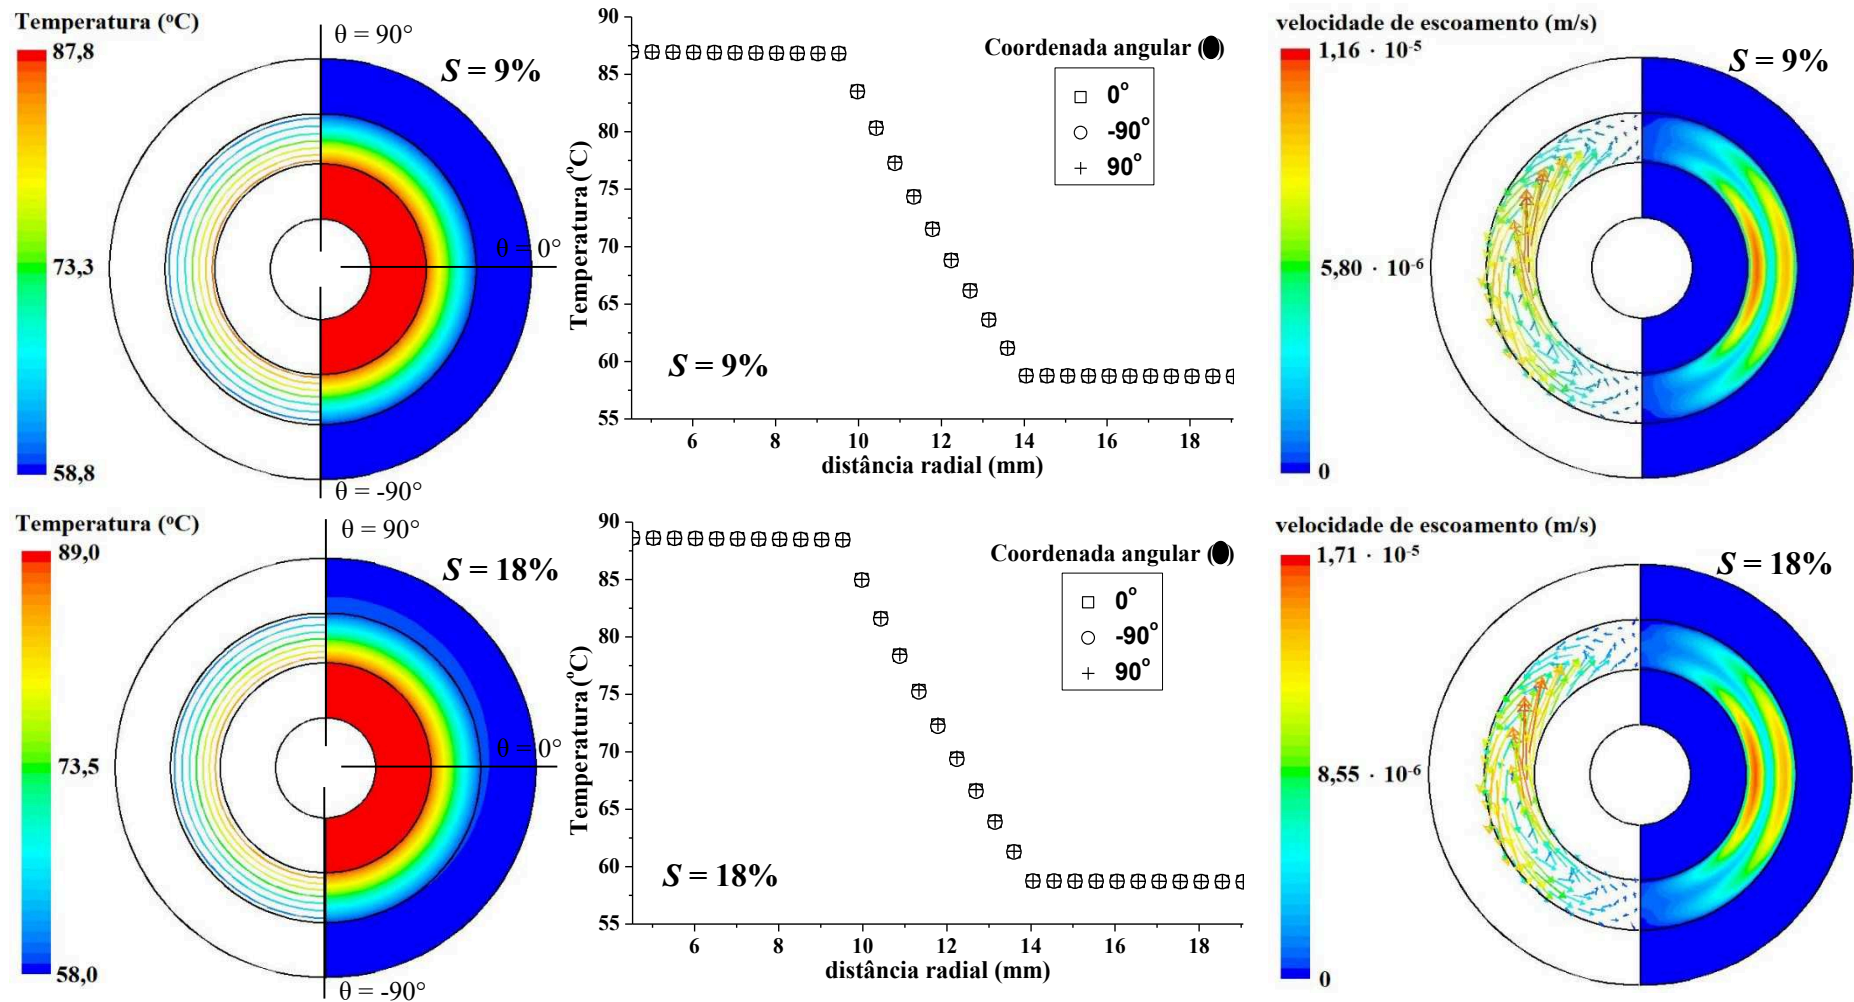 Temperatura (ºC)
87,8
73,3
58,8
θ = 90°
S = 9%
θ = 0°
θ = -90°
90
85
80
75
70
65
60
55
Temperatura (ºC)
Coordenada angular ( )
0°
-90°
90°
S = 9%
6 8 10 12 14 16 18
distância radial (mm)
velocidade de escoamento (m/s)
1,16 · 10⁻⁵
5,80 · 10⁻⁶
0
S = 9%
Temperatura (ºC)
89,0
73,5
58,0
θ = 90°
S = 18%
θ = 0°
θ = -90°
90
85
80
75
70
65
60
55
Temperatura (ºC)
Coordenada angular ( )
0°
-90°
90°
S = 18%
6 8 10 12 14 16 18
distância radial (mm)
velocidade de escoamento (m/s)
1,71 · 10⁻⁵
8,55 · 10⁻⁶
0
S = 18%